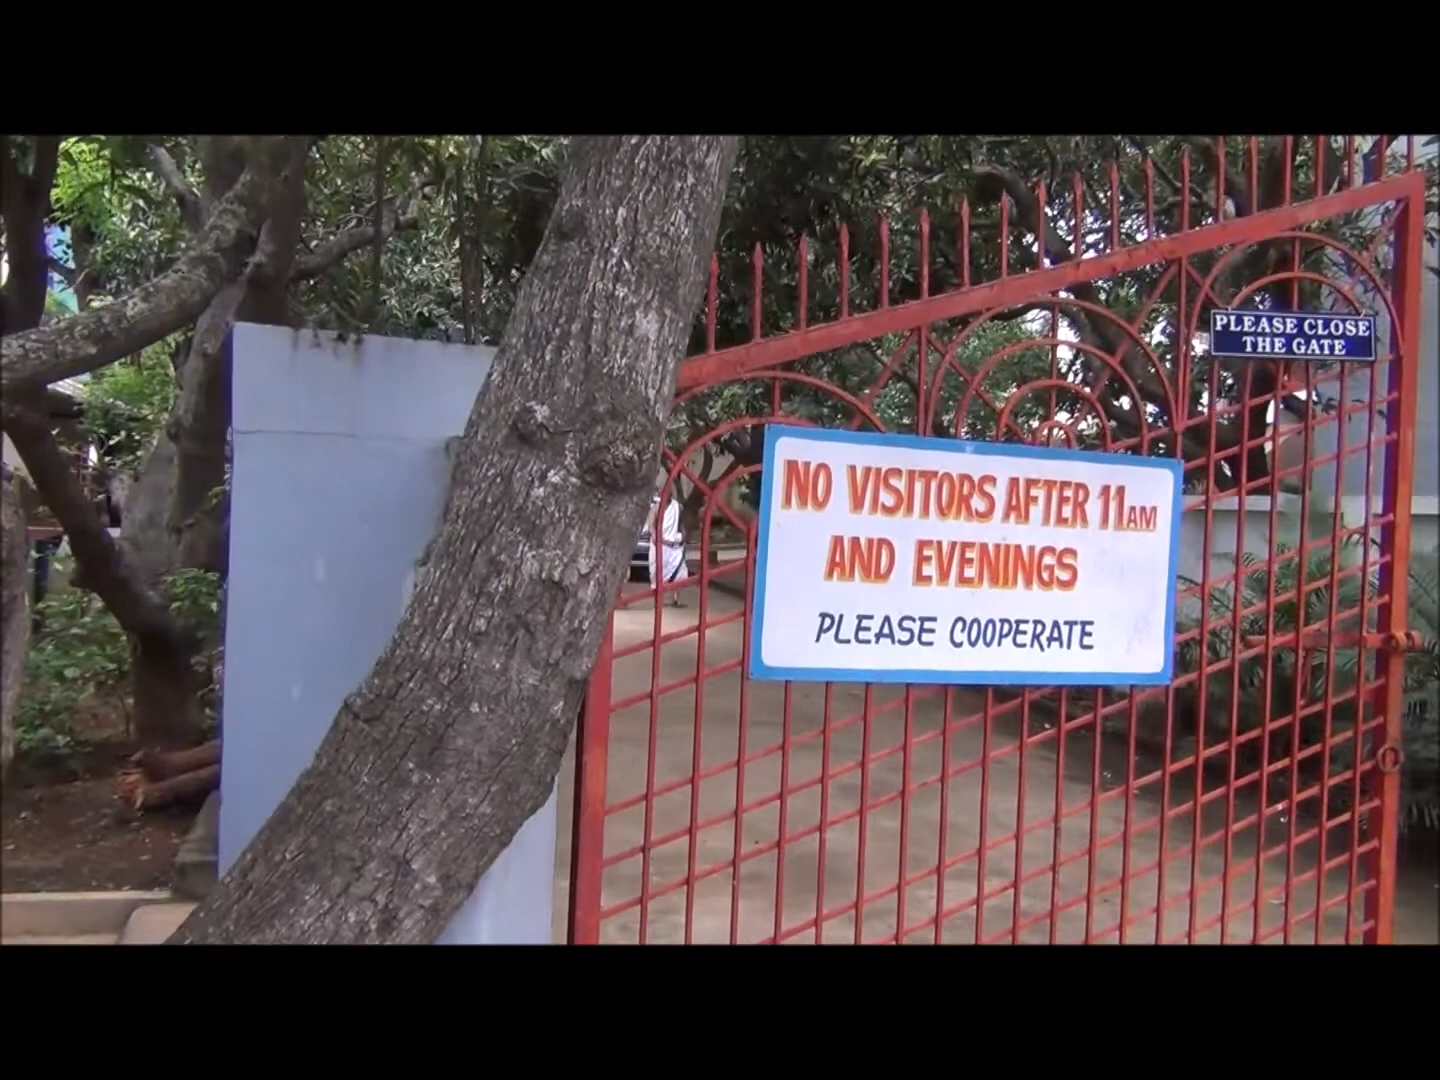 PLEASE CLOSE
THE GATE
NO VISITORS AFTER 11AM
AND EVENINGS
PLEASE COOPERATE